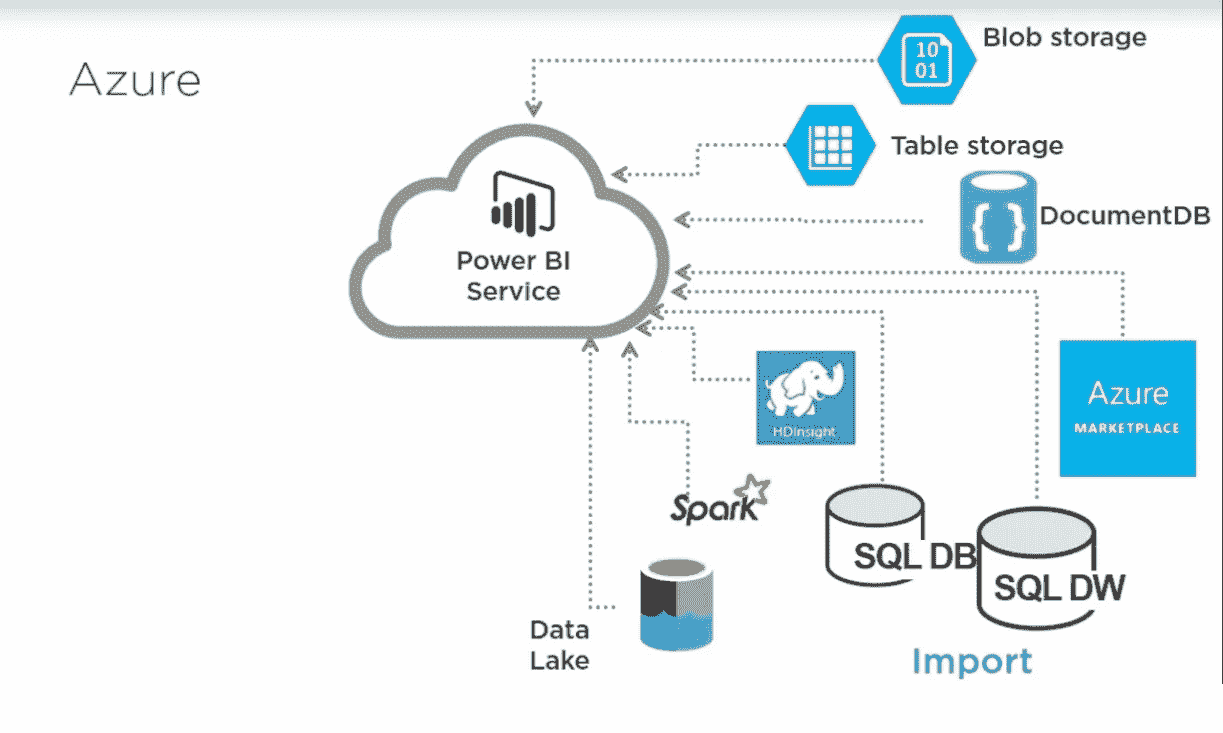 Azure
10
01
Blob storage
Table storage
{ }
DocumentDB
Power BI
Service
HDInsight
Azure
MARKETPLACE
Spark
SQL DB
SQL DW
Data
Lake
Import